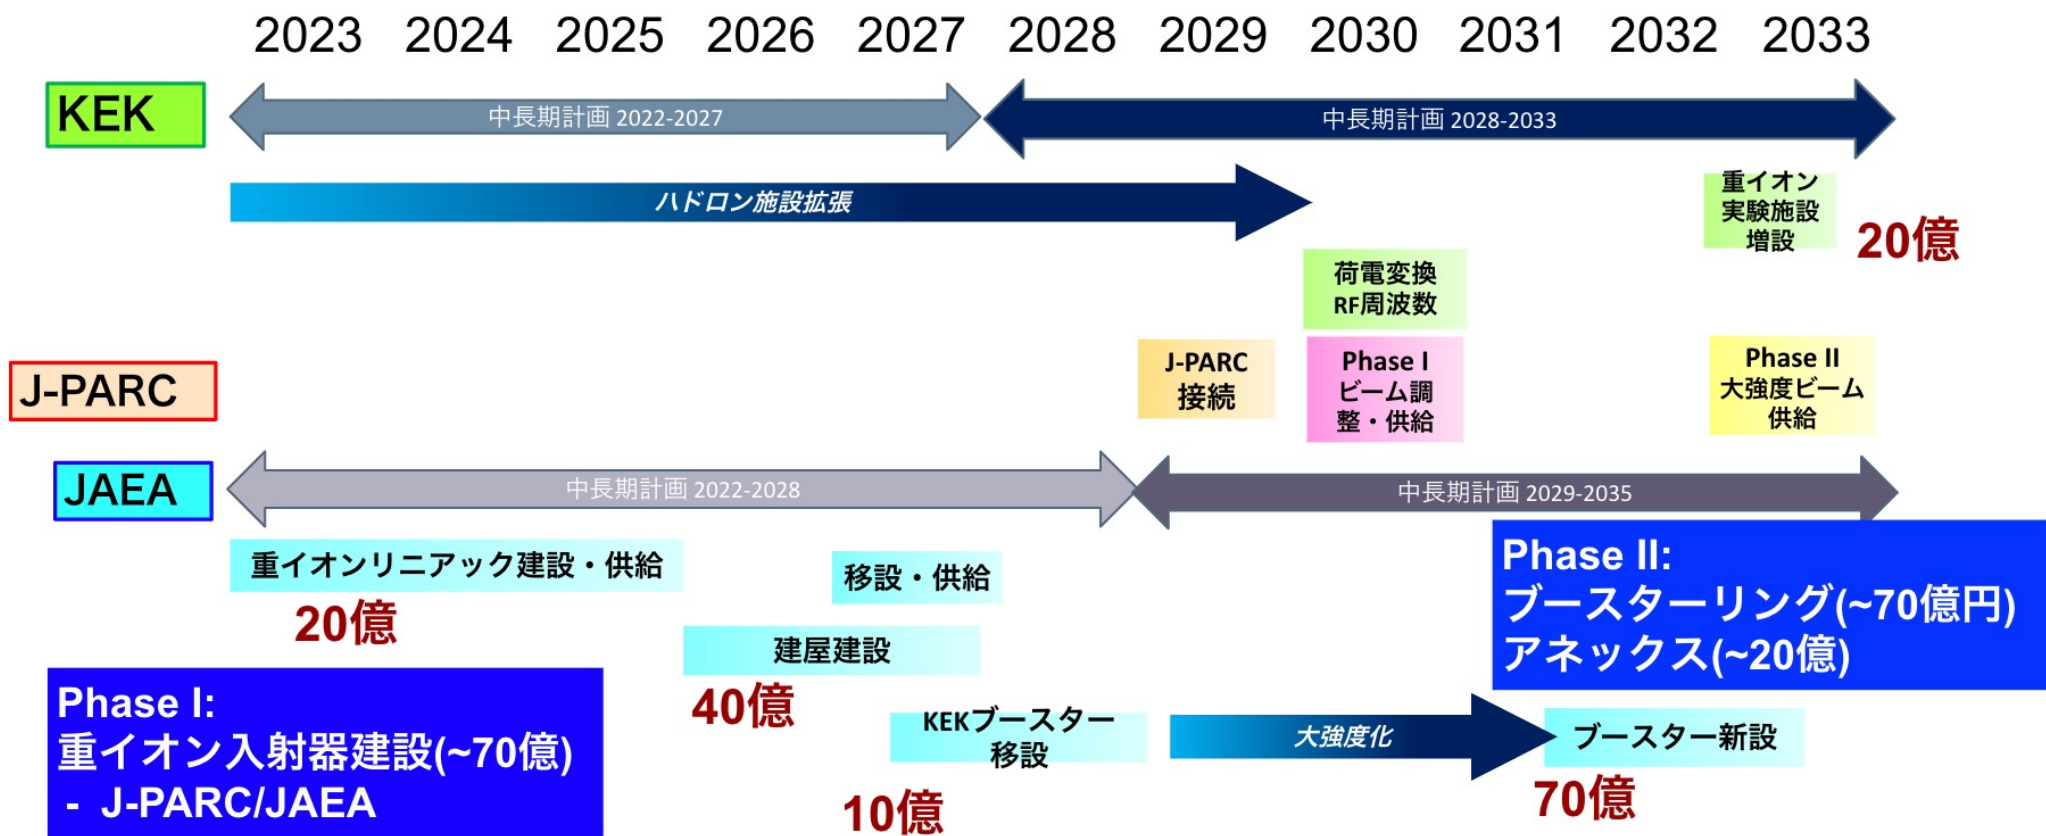 2023 2024 2025 2026 2027 2028 2029 2030 2031 2032 2033
KEK
中長期計画 2022-2027
中長期計画 2028-2033
ハドロン施設拡張
重イオン
実験施設
増設
20億
荷電変換
RF周波数
J-PARC
J-PARC
接続
Phase I
ビーム調
整・供給
Phase II
大強度ビーム
供給
JAEA
中長期計画 2022-2028
中長期計画 2029-2035
重イオンリニアック建設・供給
20億
移設・供給
建屋建設
40億
Phase II:
ブースターリング(~70億円)
アネックス(~20億)
Phase I:
重イオン入射器建設(~70億)
- J-PARC/JAEA
KEKブースター
移設
10億
大強度化
ブースター新設
70億